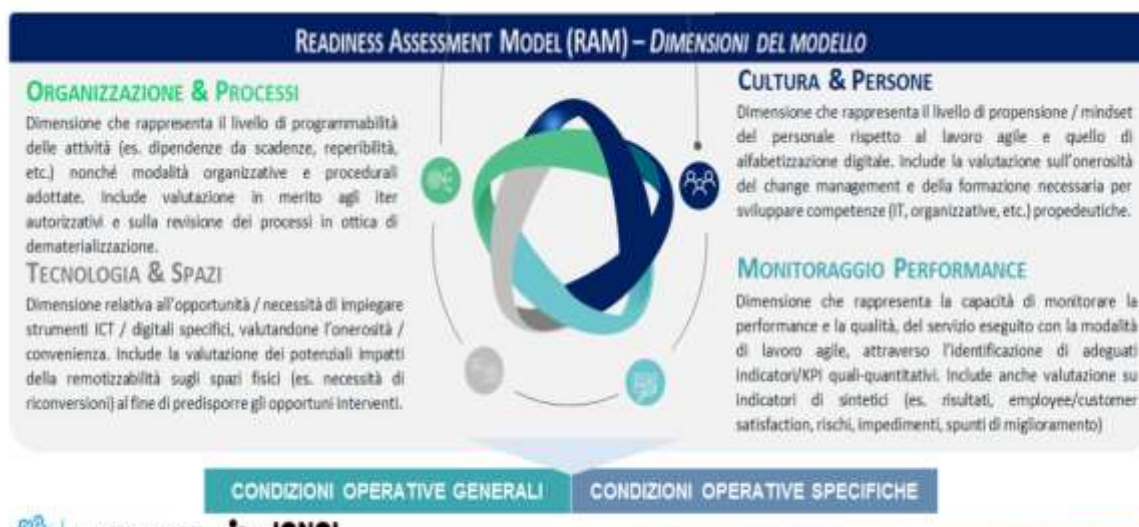 READINESS ASSESSMENT MODEL (RAM) – DIMENSIONI DEL MODELLO
ORGANIZZAZIONE & PROCESSI
Dimensione che rappresenta il livello di programmabilità
delle attività (es. dipendenze da scadenze, reperibilità,
etc.) nonché modalità organizzative e procedurali
adottate. Include valutazione in merito agli iter
autorizzativi e sulla revisione dei processi in ottica di
dematerializzazione.
TECNOLOGIA & SPAZI
Dimensione relativa all'opportunità / necessità di impiegare
strumenti ICT / digitali specifici, valutandone l'onerosità /
convenienza. Include la valutazione dei potenziali impatti
della remotizzabilità sugli spazi fisici (es. necessità di
riconversioni) al fine di predisporre gli opportuni interventi.
CULTURA & PERSONE
Dimensione che rappresenta il livello di propensione / mindset
del personale rispetto al lavoro agile e quello di
alfabetizzazione digitale. Include la valutazione sull'onerosità
del change management e della formazione necessaria per
sviluppare competenze (IT, organizzative, etc.) propedeutiche.
MONITORAGGIO PERFORMANCE
Dimensione che rappresenta la capacità di monitorare la
performance e la qualità, del servizio eseguito con la modalità
di lavoro agile, attraverso l'identificazione di adeguati
indicatori/KPI quali-quantitativi. Include anche valutazione su
indicatori di sintetici (es. risultati, employee/customer
satisfaction, rischi, impedimenti, spunti di miglioramento)
CONDIZIONI OPERATIVE GENERALI
CONDIZIONI OPERATIVE SPECIFICHE